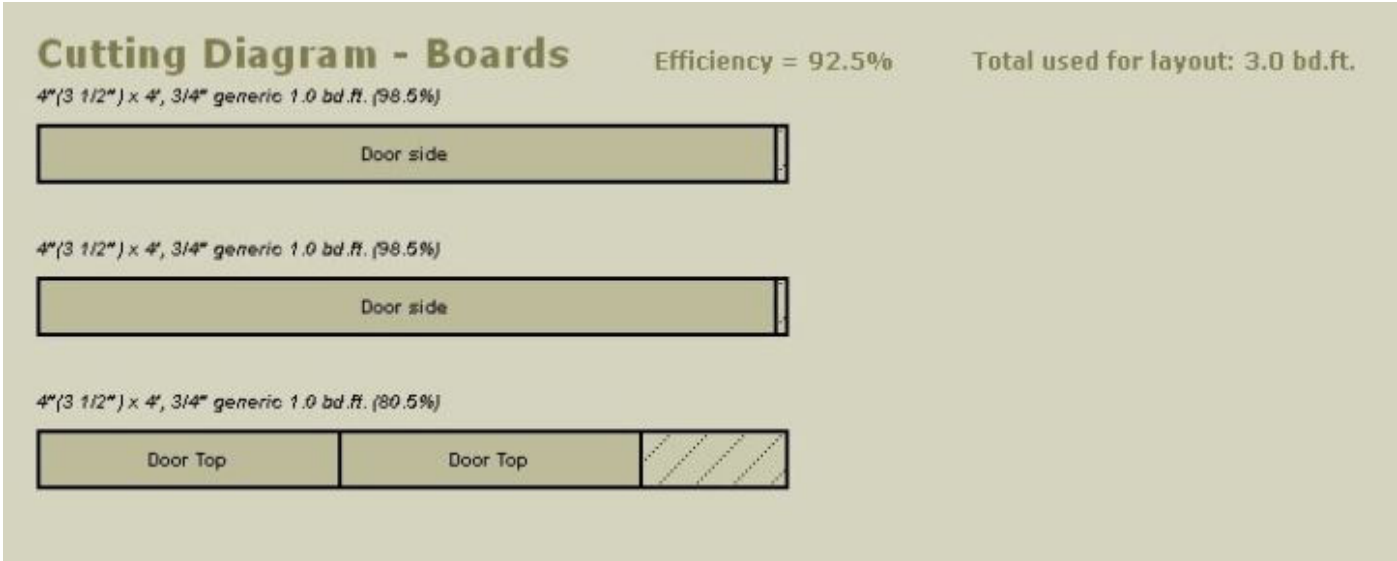 Cutting Diagram - Boards Efficiency = 92.5% Total used for layout: 3.0 bd.ft.
4"(3 1/2") x 4', 3/4" generic 1.0 bd.ft. (98.5%)
Door side
4"(3 1/2") x 4', 3/4" generic 1.0 bd.ft. (98.5%)
Door side
4"(3 1/2") x 4', 3/4" generic 1.0 bd.ft. (80.5%)
Door Top Door Top